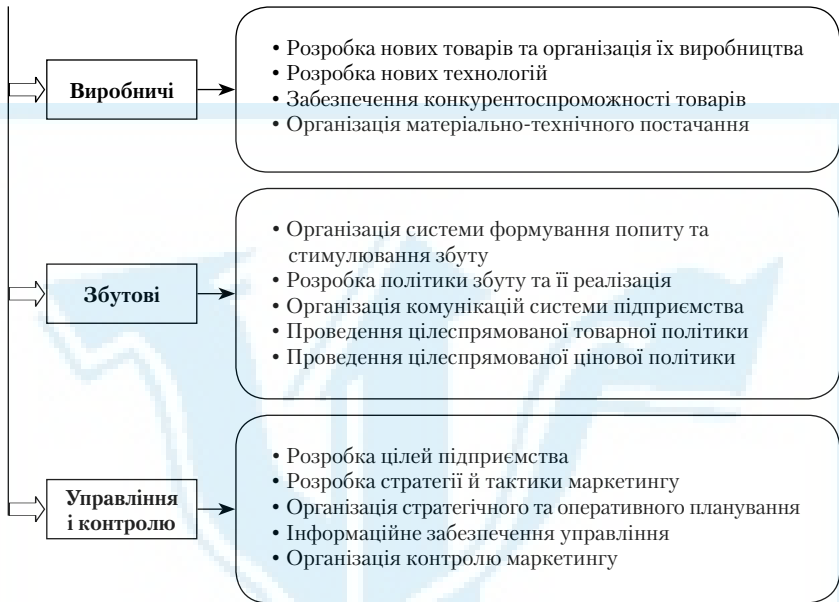 Виробничі
• Розробка нових товарів та організація їх виробництва
• Розробка нових технологій
• Забезпечення конкурентоспроможності товарів
• Організація матеріально-технічного постачання
Збутові
• Організація системи формування попиту та
стимулювання збуту
• Розробка політики збуту та її реалізація
• Організація комунікацій системи підприємства
• Проведення цілеспрямованої товарної політики
• Проведення цілеспрямованої цінової політики
Управління
і контролю
• Розробка цілей підприємства
• Розробка стратегії й тактики маркетингу
• Організація стратегічного та оперативного планування
• Інформаційне забезпечення управління
• Організація контролю маркетингу